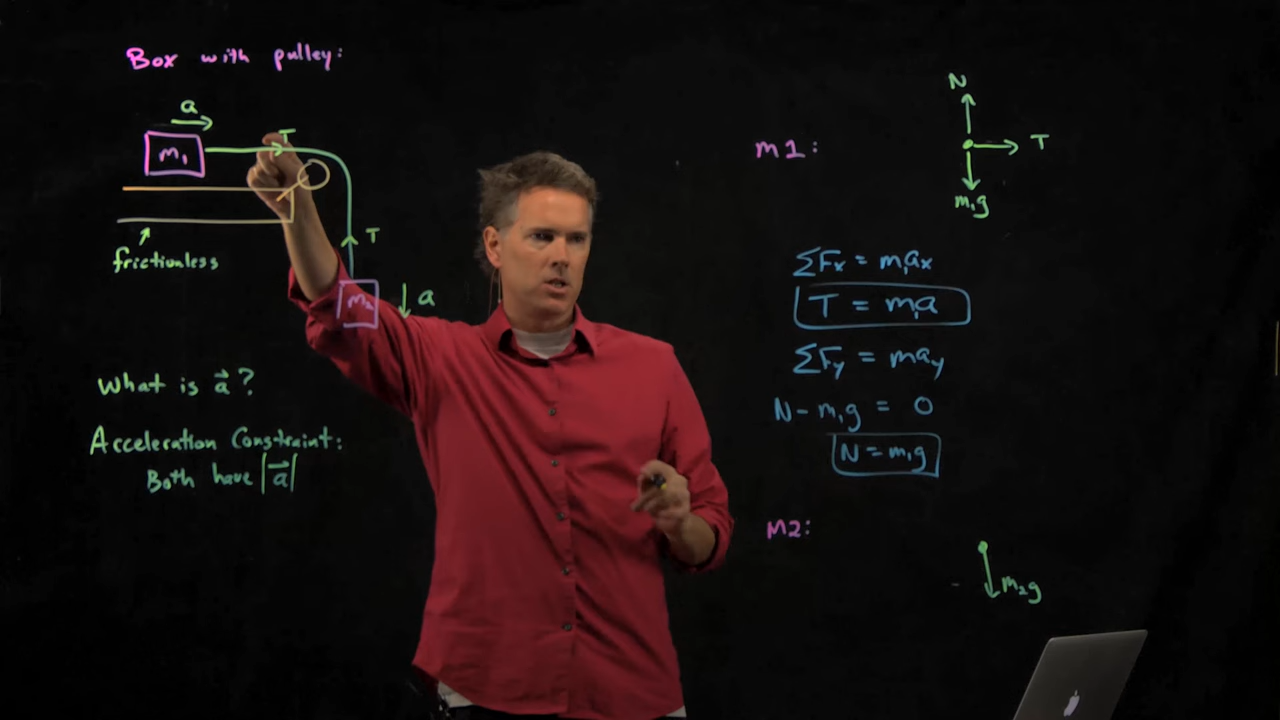 Box with pulley:
a
m₁
T
T
frictionless
m₂
a
What is a⃗?
Acceleration Constraint:
Both have |a⃗|
m1:
N
T
m₁g
ΣFx = m₁ax
T = m₁a
ΣFy = may
N - m₁g = 0
N = m₁g
m2:
m₂g